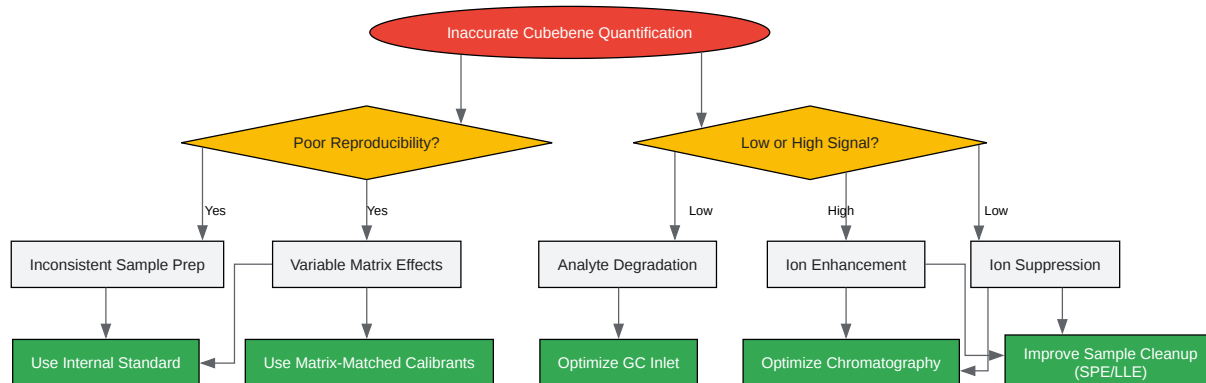 Inaccurate Cubebene Quantification
Poor Reproducibility?
Low or High Signal?
Yes
Yes
Low
High
Low
Inconsistent Sample Prep
Variable Matrix Effects
Analyte Degradation
Ion Enhancement
Ion Suppression
Use Internal Standard
Use Matrix-Matched Calibrants
Optimize GC Inlet
Optimize Chromatography
Improve Sample Cleanup
(SPE/LLE)